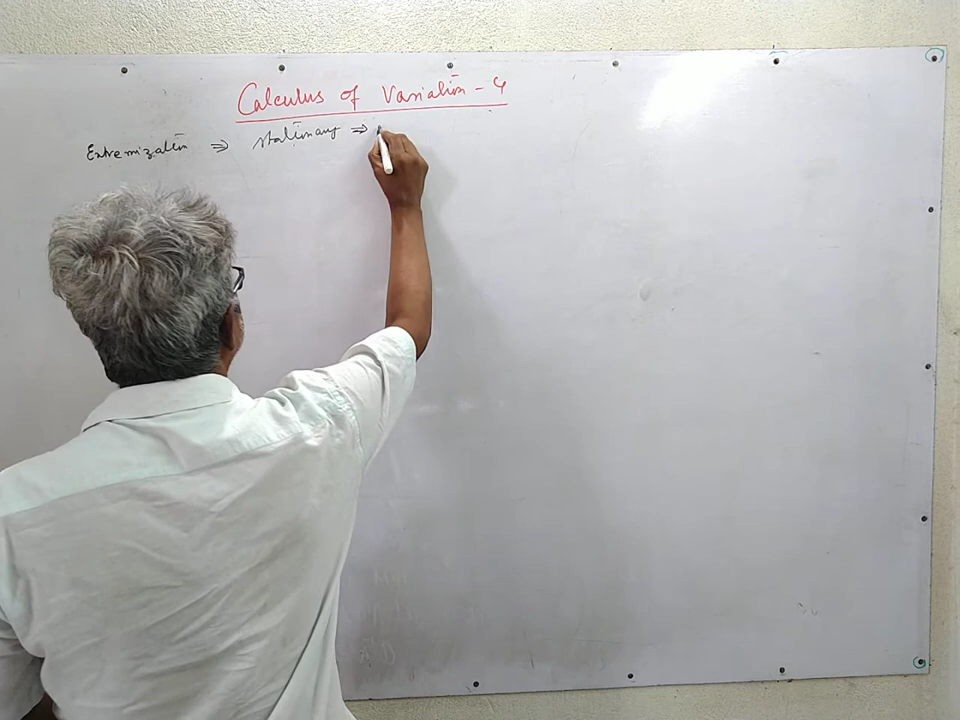 Calculus of Variation - 4
Extremization ⇒ stationary ⇒